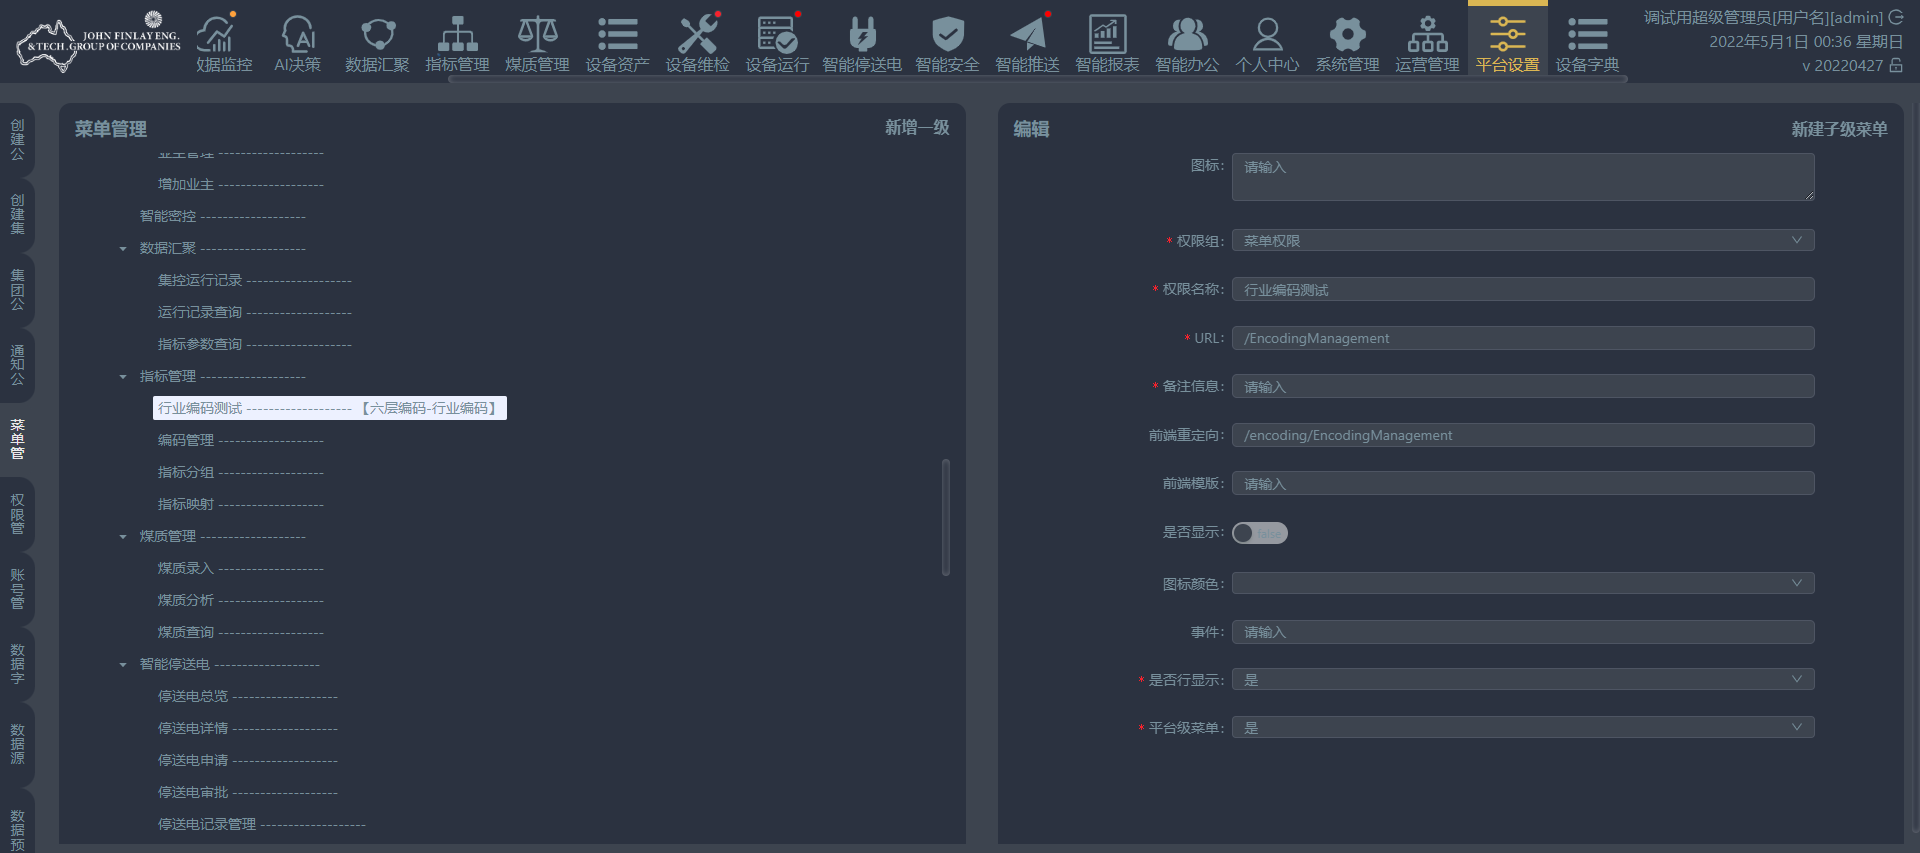 JOHN FINLAY ENG.
& TECH. GROUP OF COMPANIES
数据监控
AI决策
数据汇聚
指标管理
煤质管理
设备资产
设备维检
设备运行
智能停送电
智能安全
智能推送
智能报表
智能办公
个人中心
系统管理
运营管理
平台设置
设备字典
调试用超级管理员[用户名][admin]
2022年5月1日 00:36 星期日
v 20220427
创建公
创建集
集团公
通知公
菜单管
权限管
账号管
数据字
数据源
数据预
菜单管理
新增一级
业主管理 -------------------
增加业主 -------------------
智能密控 -------------------
数据汇聚 -------------------
集控运行记录 -------------------
运行记录查询 -------------------
指标参数查询 -------------------
指标管理 -------------------
行业编码测试 ------------------- 【六层编码-行业编码】
编码管理 -------------------
指标分组 -------------------
指标映射 -------------------
煤质管理 -------------------
煤质录入 -------------------
煤质分析 -------------------
煤质查询 -------------------
智能停送电 -------------------
停送电总览 -------------------
停送电详情 -------------------
停送电申请 -------------------
停送电审批 -------------------
停送电记录管理 -------------------
编辑
新建子级菜单
图标: 请输入
* 权限组: 菜单权限
* 权限名称: 行业编码测试
* URL: /EncodingManagement
* 备注信息: 请输入
前端重定向: /encoding/EncodingManagement
前端模版: 请输入
是否显示: false
图标颜色:
事件: 请输入
* 是否行显示: 是
* 平台级菜单: 是